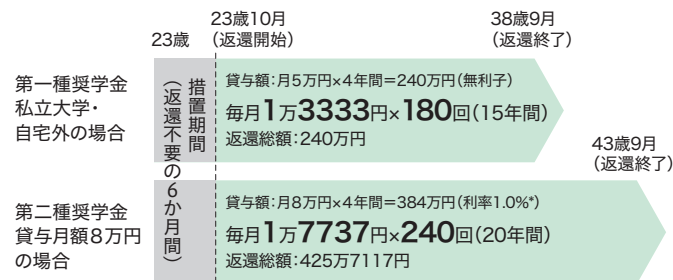 23歳
23歳10月
（返還開始）
38歳9月
（返還終了）
第一種奨学金
私立大学・
自宅外の場合
措置期間
（返還不要の6か月間）
貸与額：月5万円×4年間＝240万円（無利子）
毎月1万3333円×180回（15年間）
返還総額：240万円
43歳9月
（返還終了）
第二種奨学金
貸与月額8万円
の場合
貸与額：月8万円×4年間＝384万円（利率1.0%*）
毎月1万7737円×240回（20年間）
返還総額：425万7117円